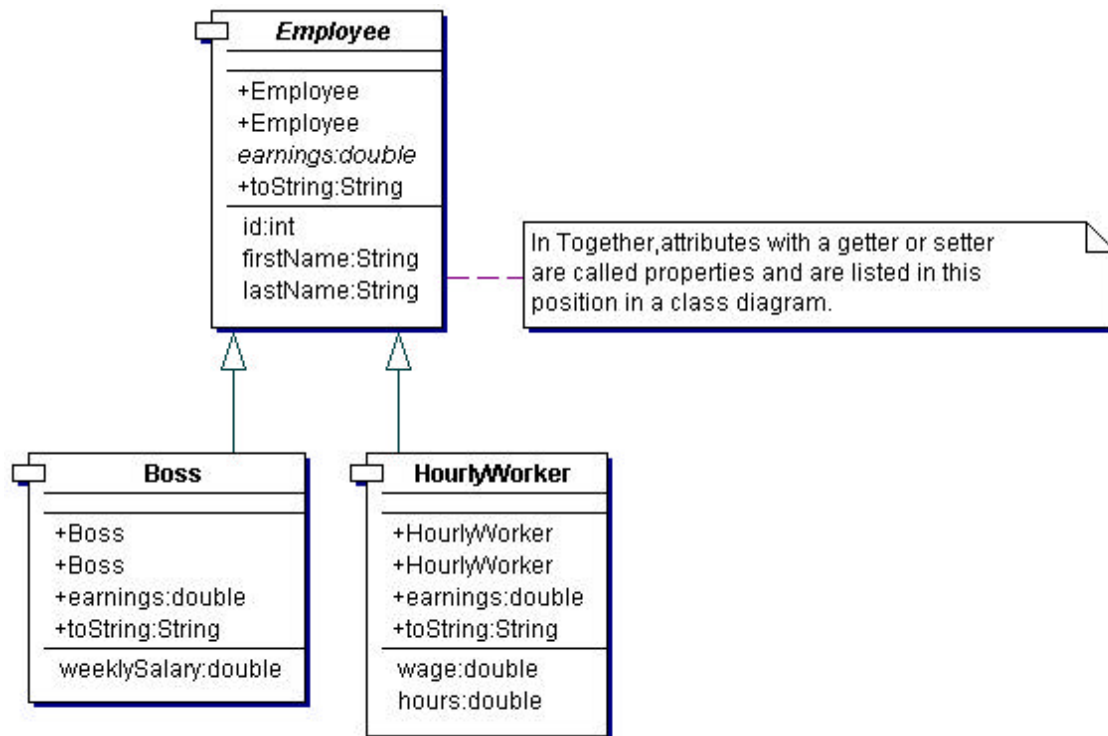 Employee
+Employee
+Employee
earnings:double
+toString:String
id:int
firstName:String
lastName:String
In Together,attributes with a getter or setter
are called properties and are listed in this
position in a class diagram.
Boss
+Boss
+Boss
+earnings:double
+toString:String
weeklySalary:double
HourlyWorker
+HourlyWorker
+HourlyWorker
+earnings:double
+toString:String
wage:double
hours:double